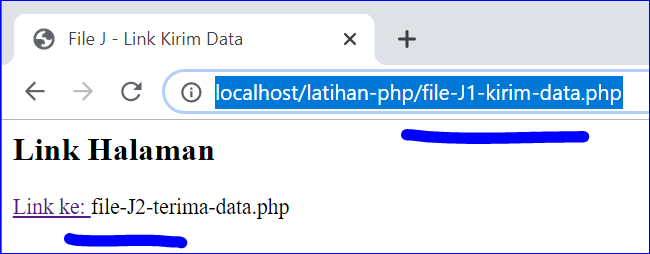 File J - Link Kirim Data
localhost/latihan-php/file-J1-kirim-data.php
Link Halaman
Link ke: file-J2-terima-data.php